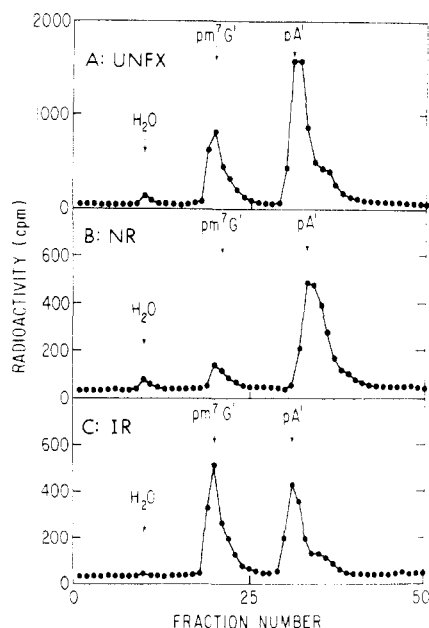 2000
A: UNFX
pm7G'
pA'
H2O
1000
0
B: NR
pm7G'
pA'
600
400
H2O
200
0
C: IR
pm7G'
pA'
600
400
H2O
200
0
0
25
50
RADIOACTIVITY (cpm)
FRACTION NUMBER